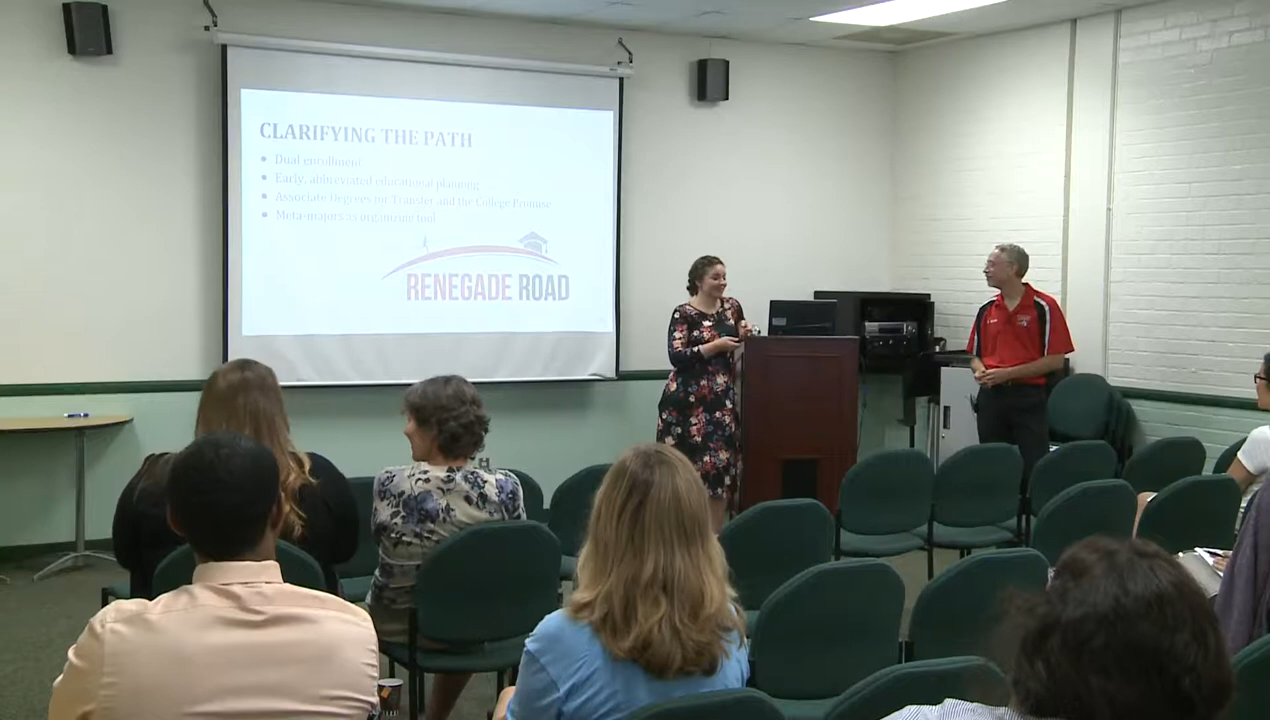 CLARIFYING THE PATH
Dual enrollment
Early, abbreviated educational planning
Associate Degrees for Transfer and the College Promise
Meta-majors as organizing tool
RENEGADE ROAD